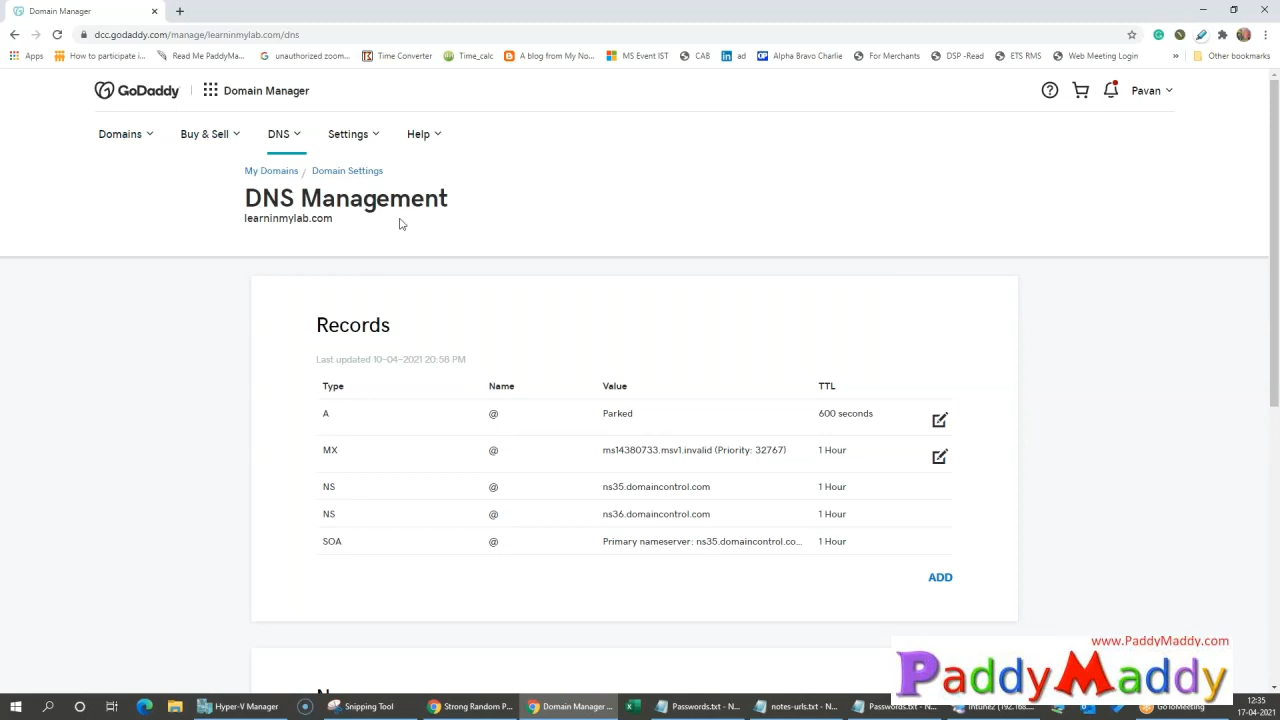 Domain Manager
dcc.godaddy.com/manage/learninmylab.com/dns
Apps How to participate i... Read Me PaddyMa... unauthorized zoom... Time Converter Time_calc A blog from My No... MS Event IST CAB ad Alpha Bravo Charlie For Merchants DSP -Read ETS RMS Web Meeting Login » Other bookmarks
GoDaddy Domain Manager Pavan
Domains Buy & Sell DNS Settings Help
My Domains / Domain Settings
DNS Management
learninmylab.com
Records
Last updated 10-04-2021 20:58 PM
Type Name Value TTL
A @ Parked 600 seconds
MX @ ms14380733.msv1.invalid (Priority: 32767) 1 Hour
NS @ ns35.domaincontrol.com 1 Hour
NS @ ns36.domaincontrol.com 1 Hour
SOA @ Primary nameserver: ns35.domaincontrol.co... 1 Hour
ADD
www.PaddyMaddy.com
PaddyMaddy
Hyper-V Manager Snipping Tool Strong Random P... Domain Manager ... Passwords.txt - N... notes-urls.txt - N... Passwords.txt - N... Intune2 (192.168... GoToMeeting 12:35
17-04-2021